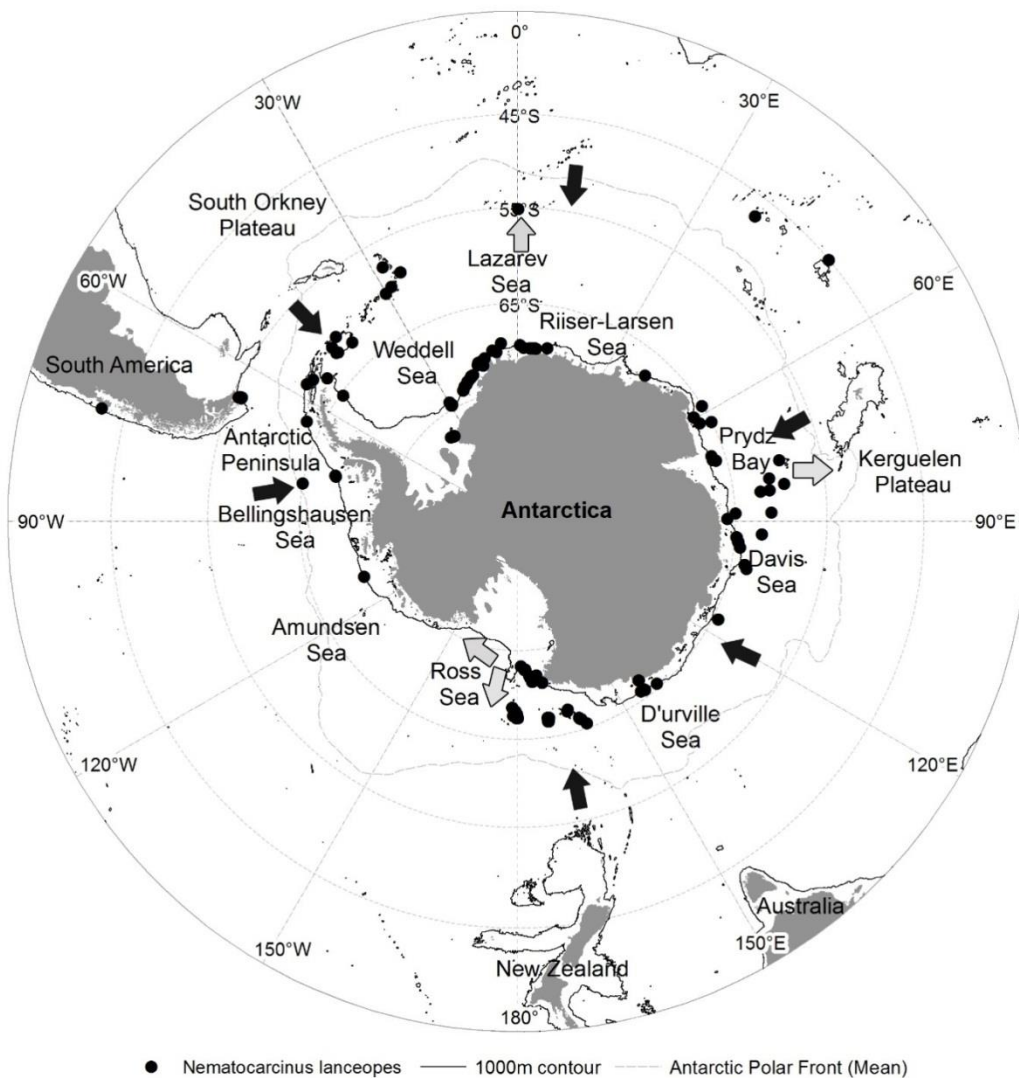 0°
30°W
30°E
45°S
South Orkney
Plateau
55°S
60°W
Lazarev
Sea
60°E
65°S
Riiser-Larsen
Sea
Weddell
Sea
South America
Antarctic
Peninsula
Prydz
Bay
Kerguelen
Plateau
90°W
Bellingshausen
Sea
Antarctica
90°E
Davis
Sea
Amundsen
Sea
Ross
Sea
D'urville
Sea
120°W
120°E
Australia
150°W
150°E
New Zealand
180°
Nematocarcinus lanceopes
1000m contour
Antarctic Polar Front (Mean)